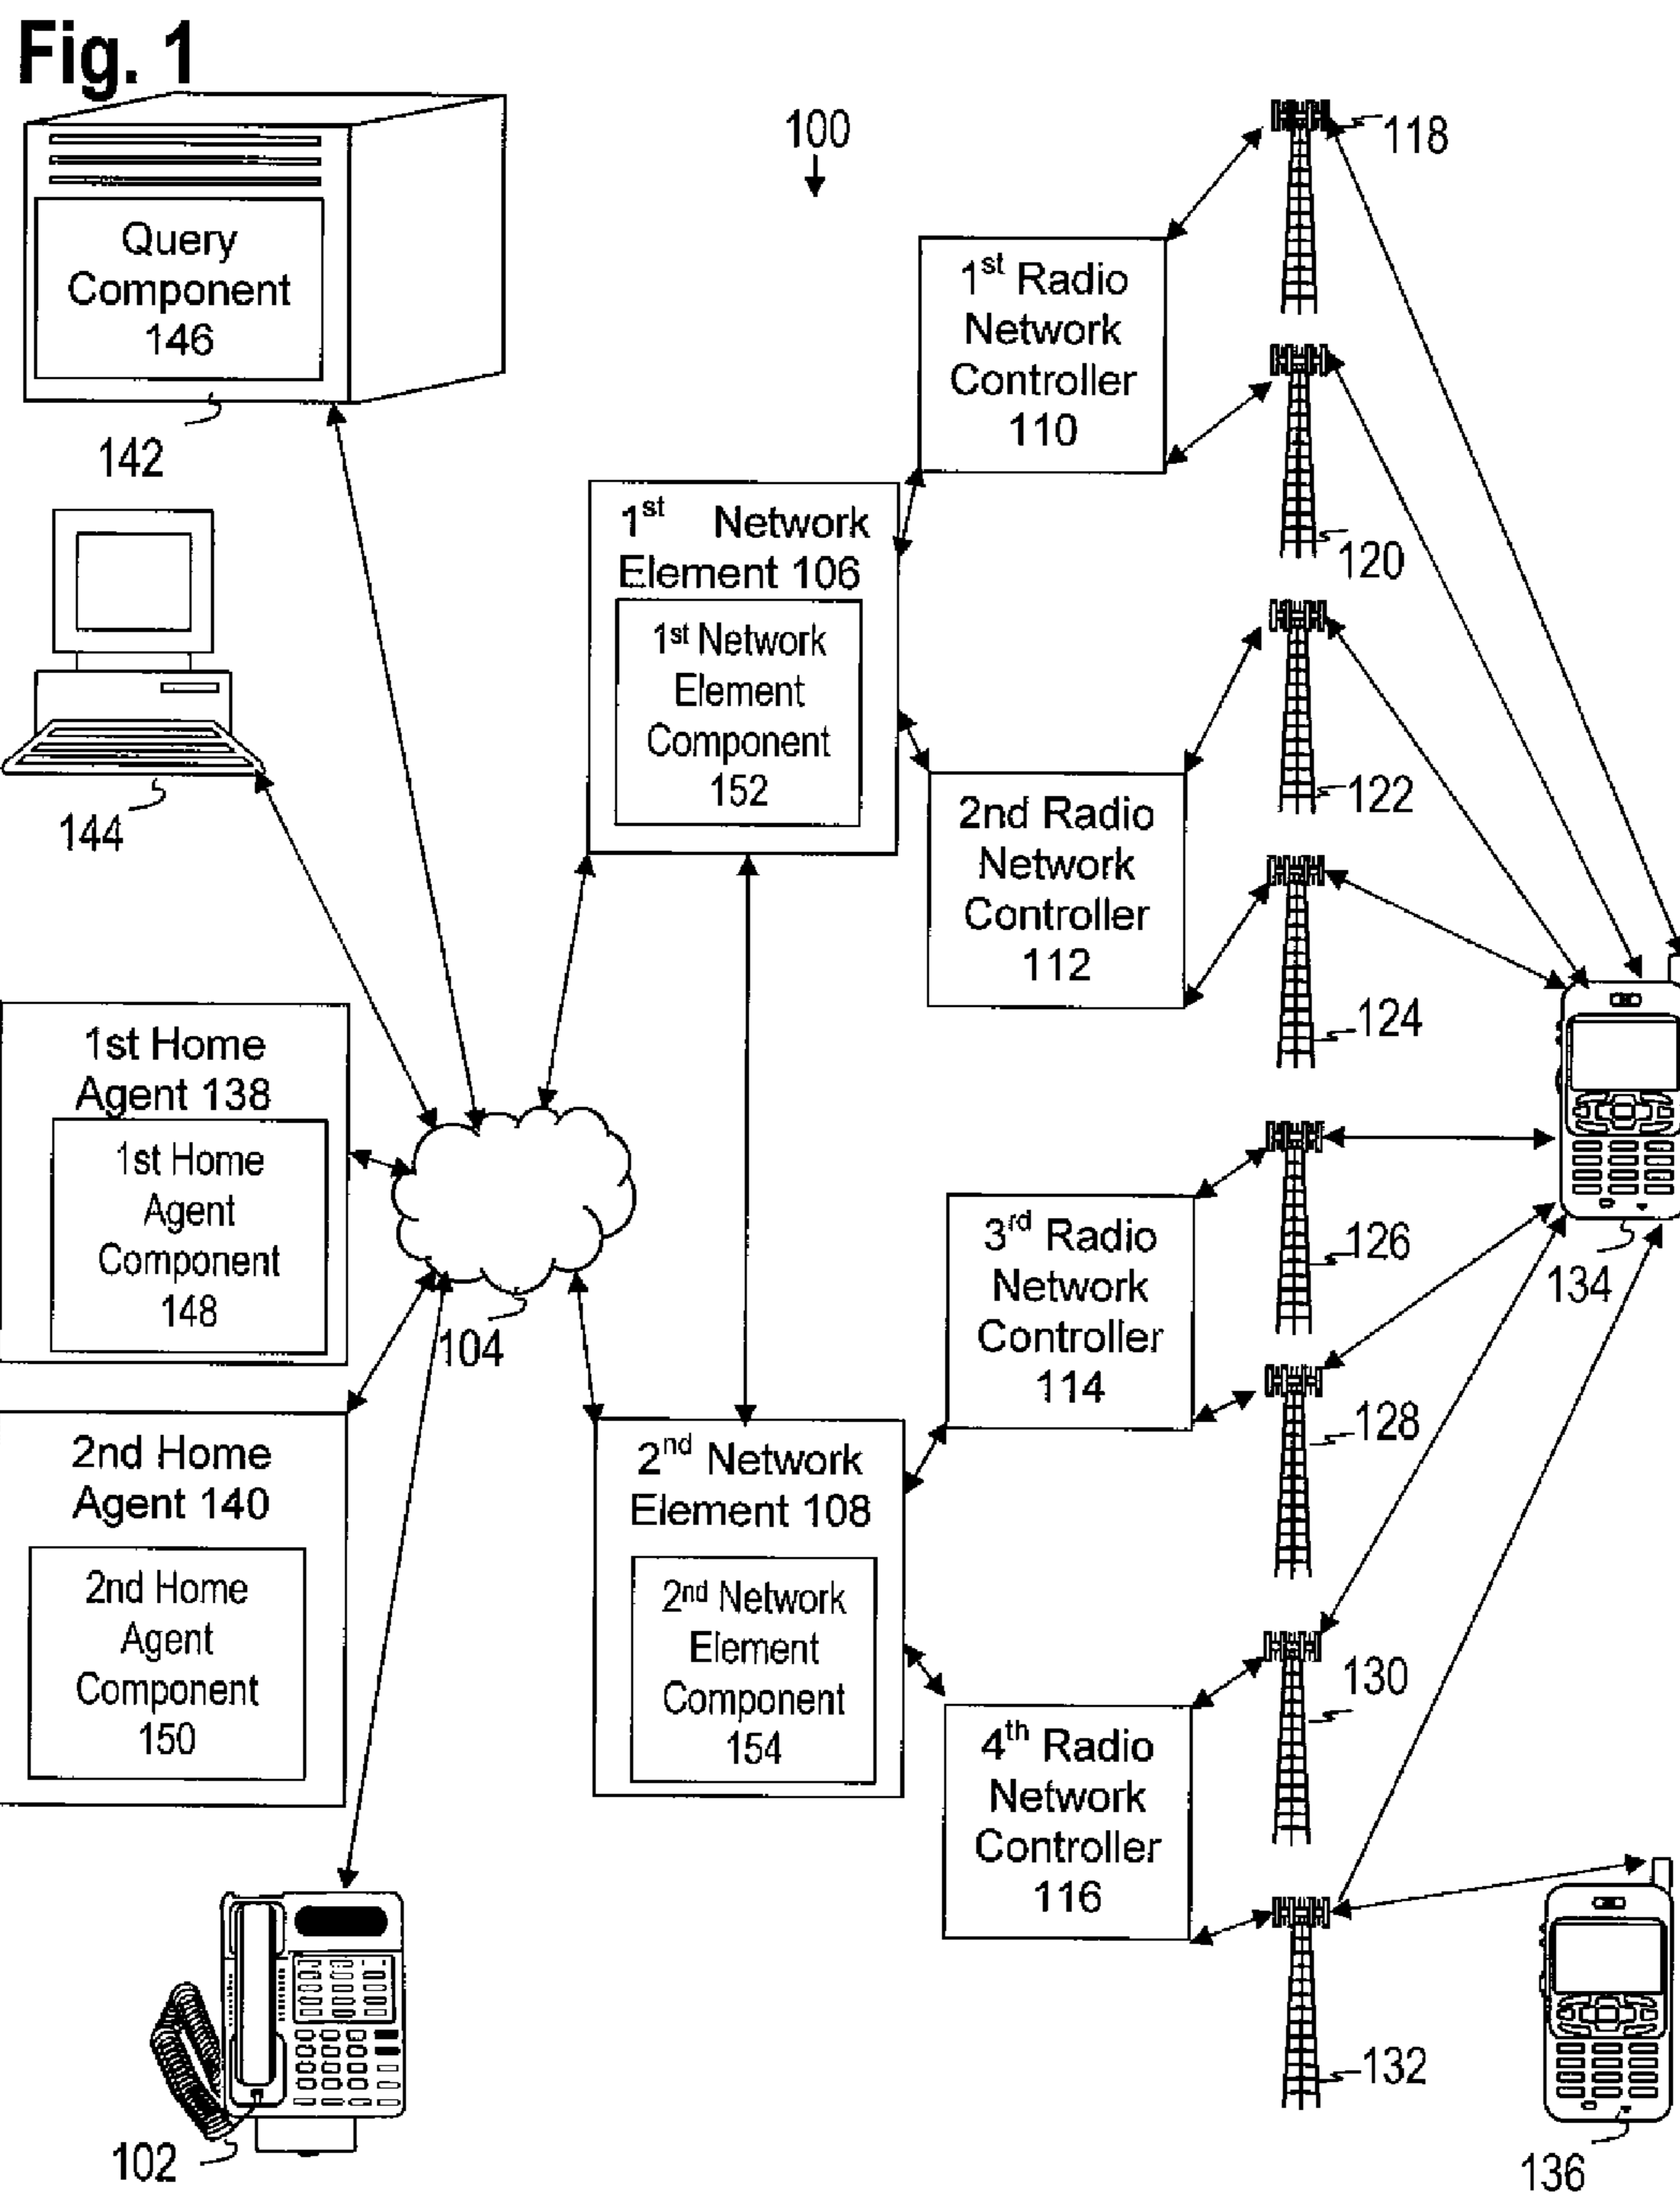 Fig. 1
100
Query
Component
146
142
144
1st Home
Agent 138
1st Home
Agent
Component
148
2nd Home
Agent 140
2nd Home
Agent
Component
150
102
104
1st Network
Element 106
1st Network
Element
Component
152
2nd Network
Element 108
2nd Network
Element
Component
154
1st Radio
Network
Controller
110
2nd Radio
Network
Controller
112
3rd Radio
Network
Controller
114
4th Radio
Network
Controller
116
118
120
122
124
126
128
130
132
134
136